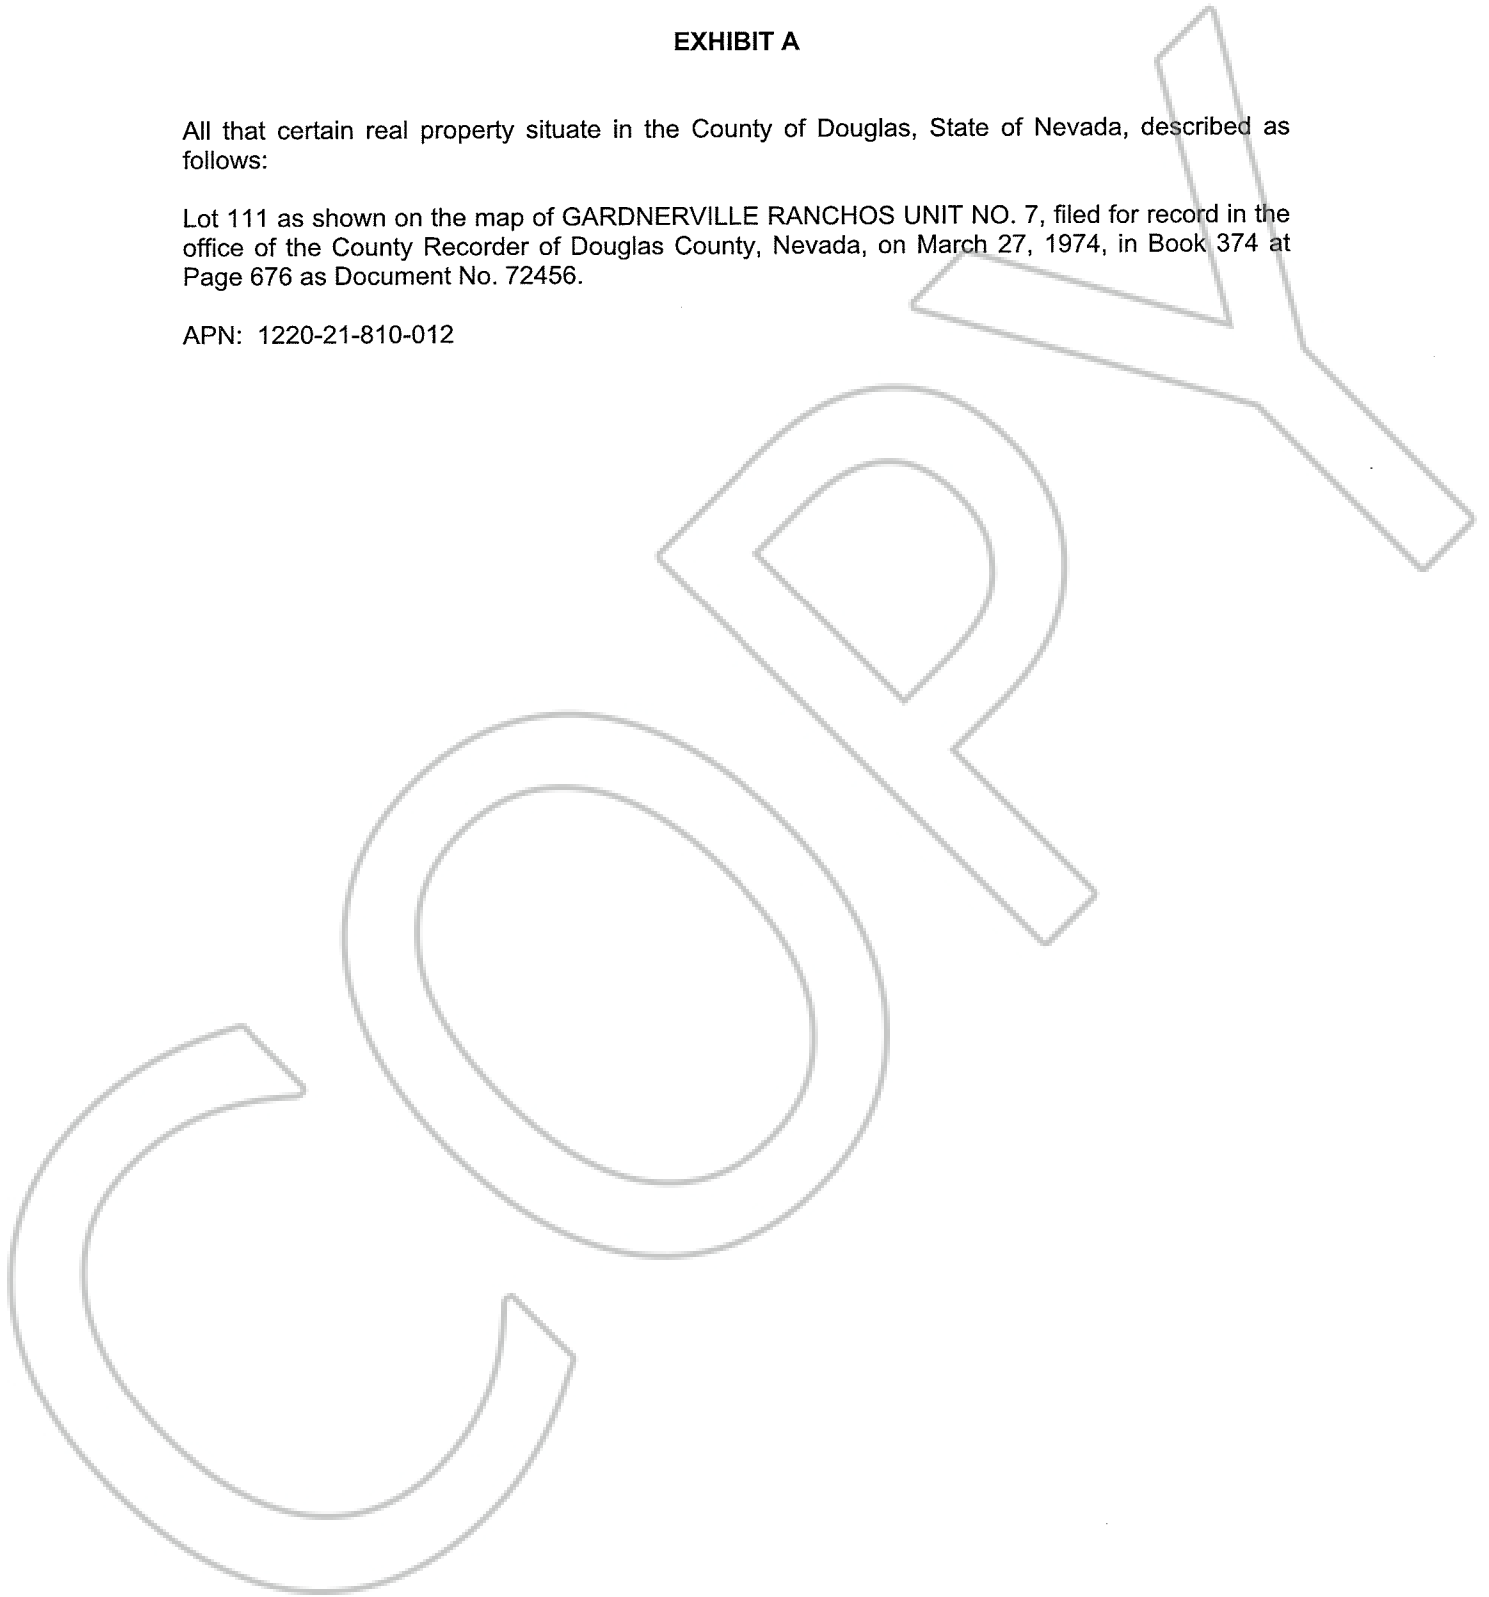 EXHIBIT A
All that certain real property situate in the County of Douglas, State of Nevada, described as
follows:
Lot 111 as shown on the map of GARDNERVILLE RANCHOS UNIT NO. 7, filed for record in the
office of the County Recorder of Douglas County, Nevada, on March 27, 1974, in Book 374 at
Page 676 as Document No. 72456.
APN: 1220-21-810-012
COPY